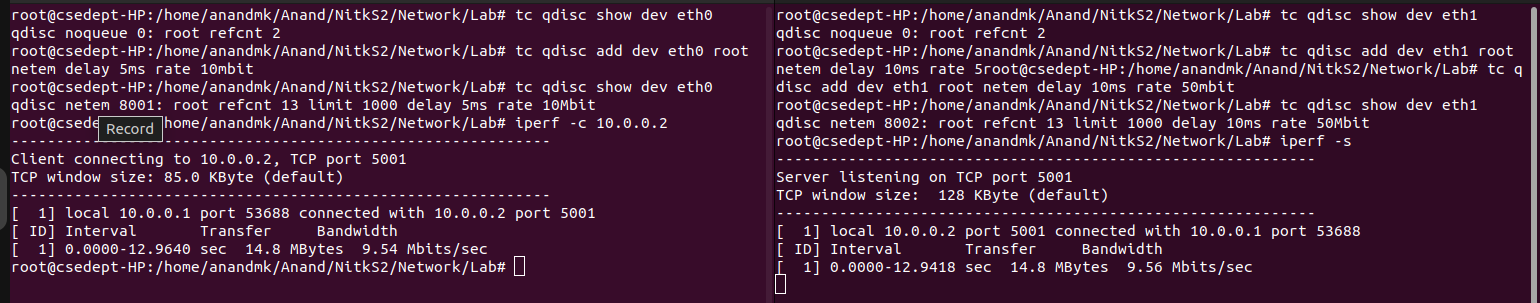 root@csedept-HP:/home/anandmk/Anand/NitkS2/Network/Lab# tc qdisc show dev eth0
qdisc noqueue 0: root refcnt 2
root@csedept-HP:/home/anandmk/Anand/NitkS2/Network/Lab# tc qdisc add dev eth0 root
netem delay 5ms rate 10mbit
root@csedept-HP:/home/anandmk/Anand/NitkS2/Network/Lab# tc qdisc show dev eth0
qdisc netem 8001: root refcnt 13 limit 1000 delay 5ms rate 10Mbit
root@csede Record :/home/anandmk/Anand/NitkS2/Network/Lab# iperf -c 10.0.0.2
------------------------------------------------------------
Client connecting to 10.0.0.2, TCP port 5001
TCP window size: 85.0 KByte (default)
------------------------------------------------------------
[  1] local 10.0.0.1 port 53688 connected with 10.0.0.2 port 5001
[ ID] Interval       Transfer     Bandwidth
[  1] 0.0000-12.9640 sec  14.8 MBytes  9.54 Mbits/sec
root@csedept-HP:/home/anandmk/Anand/NitkS2/Network/Lab#
root@csedept-HP:/home/anandmk/Anand/NitkS2/Network/Lab# tc qdisc show dev eth1
qdisc noqueue 0: root refcnt 2
root@csedept-HP:/home/anandmk/Anand/NitkS2/Network/Lab# tc qdisc add dev eth1 root
netem delay 10ms rate 5root@csedept-HP:/home/anandmk/Anand/NitkS2/Network/Lab# tc q
disc add dev eth1 root netem delay 10ms rate 50mbit
root@csedept-HP:/home/anandmk/Anand/NitkS2/Network/Lab# tc qdisc show dev eth1
qdisc netem 8002: root refcnt 13 limit 1000 delay 10ms rate 50Mbit
root@csedept-HP:/home/anandmk/Anand/NitkS2/Network/Lab# iperf -s
------------------------------------------------------------
Server listening on TCP port 5001
TCP window size:  128 KByte (default)
------------------------------------------------------------
[  1] local 10.0.0.2 port 5001 connected with 10.0.0.1 port 53688
[ ID] Interval       Transfer     Bandwidth
[  1] 0.0000-12.9418 sec  14.8 MBytes  9.56 Mbits/sec